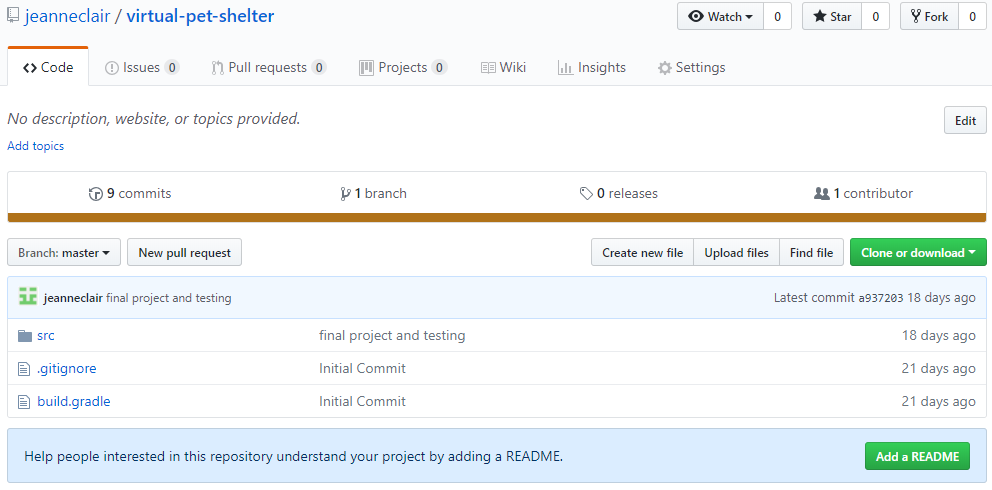 jeanneclair / virtual-pet-shelter Watch 0 Star 0 Fork 0
Code Issues 0 Pull requests 0 Projects 0 Wiki Insights Settings
No description, website, or topics provided. Edit
Add topics
9 commits 1 branch 0 releases 1 contributor
Branch: master New pull request Create new file Upload files Find file Clone or download
jeanneclair final project and testing Latest commit a937203 18 days ago
src final project and testing 18 days ago
.gitignore Initial Commit 21 days ago
build.gradle Initial Commit 21 days ago
Help people interested in this repository understand your project by adding a README. Add a README